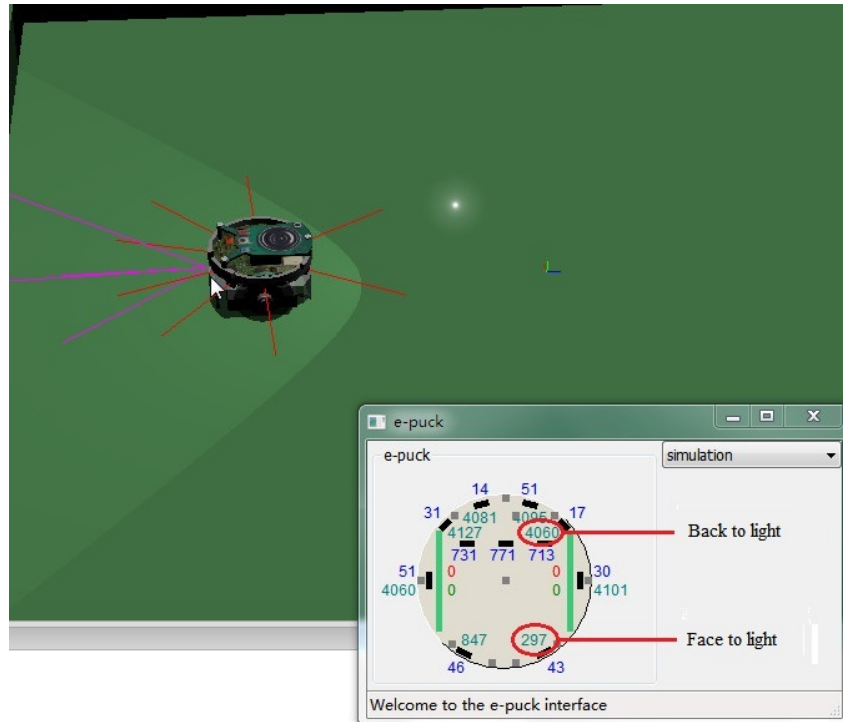 e-puck
e-puck
simulation
14 51
31 4081 4095 17
4127 4060
Back to light
731 771 713
51 0 0 30
4060 0 0 4101
847 297
Face to light
46 43
Welcome to the e-puck interface